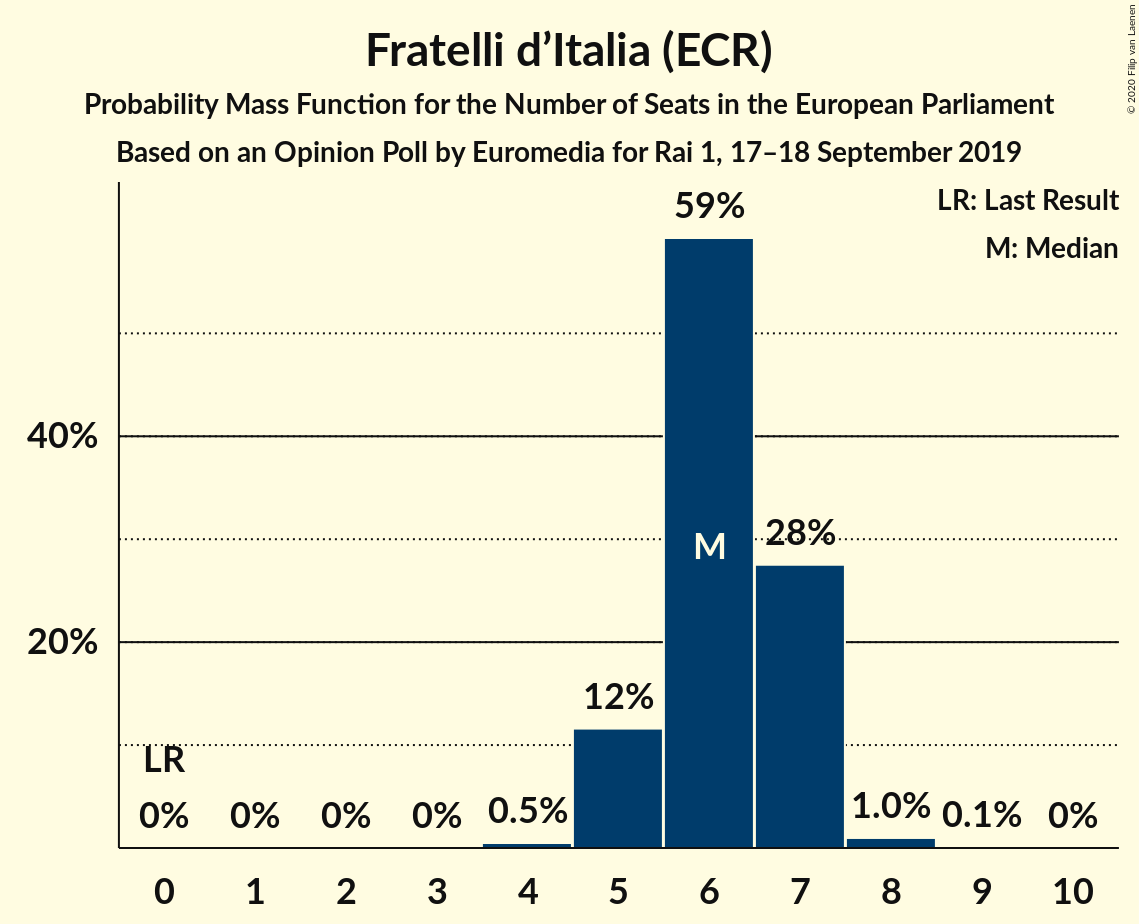 Fratelli d’Italia (ECR)
Probability Mass Function for the Number of Seats in the European Parliament
Based on an Opinion Poll by Euromedia for Rai 1, 17–18 September 2019
© 2020 Filip van Laenen
LR: Last Result
M: Median
59%
40%
M
28%
20%
12%
LR
0% 0% 0% 0% 0.5% 1.0% 0.1% 0%
0 1 2 3 4 5 6 7 8 9 10